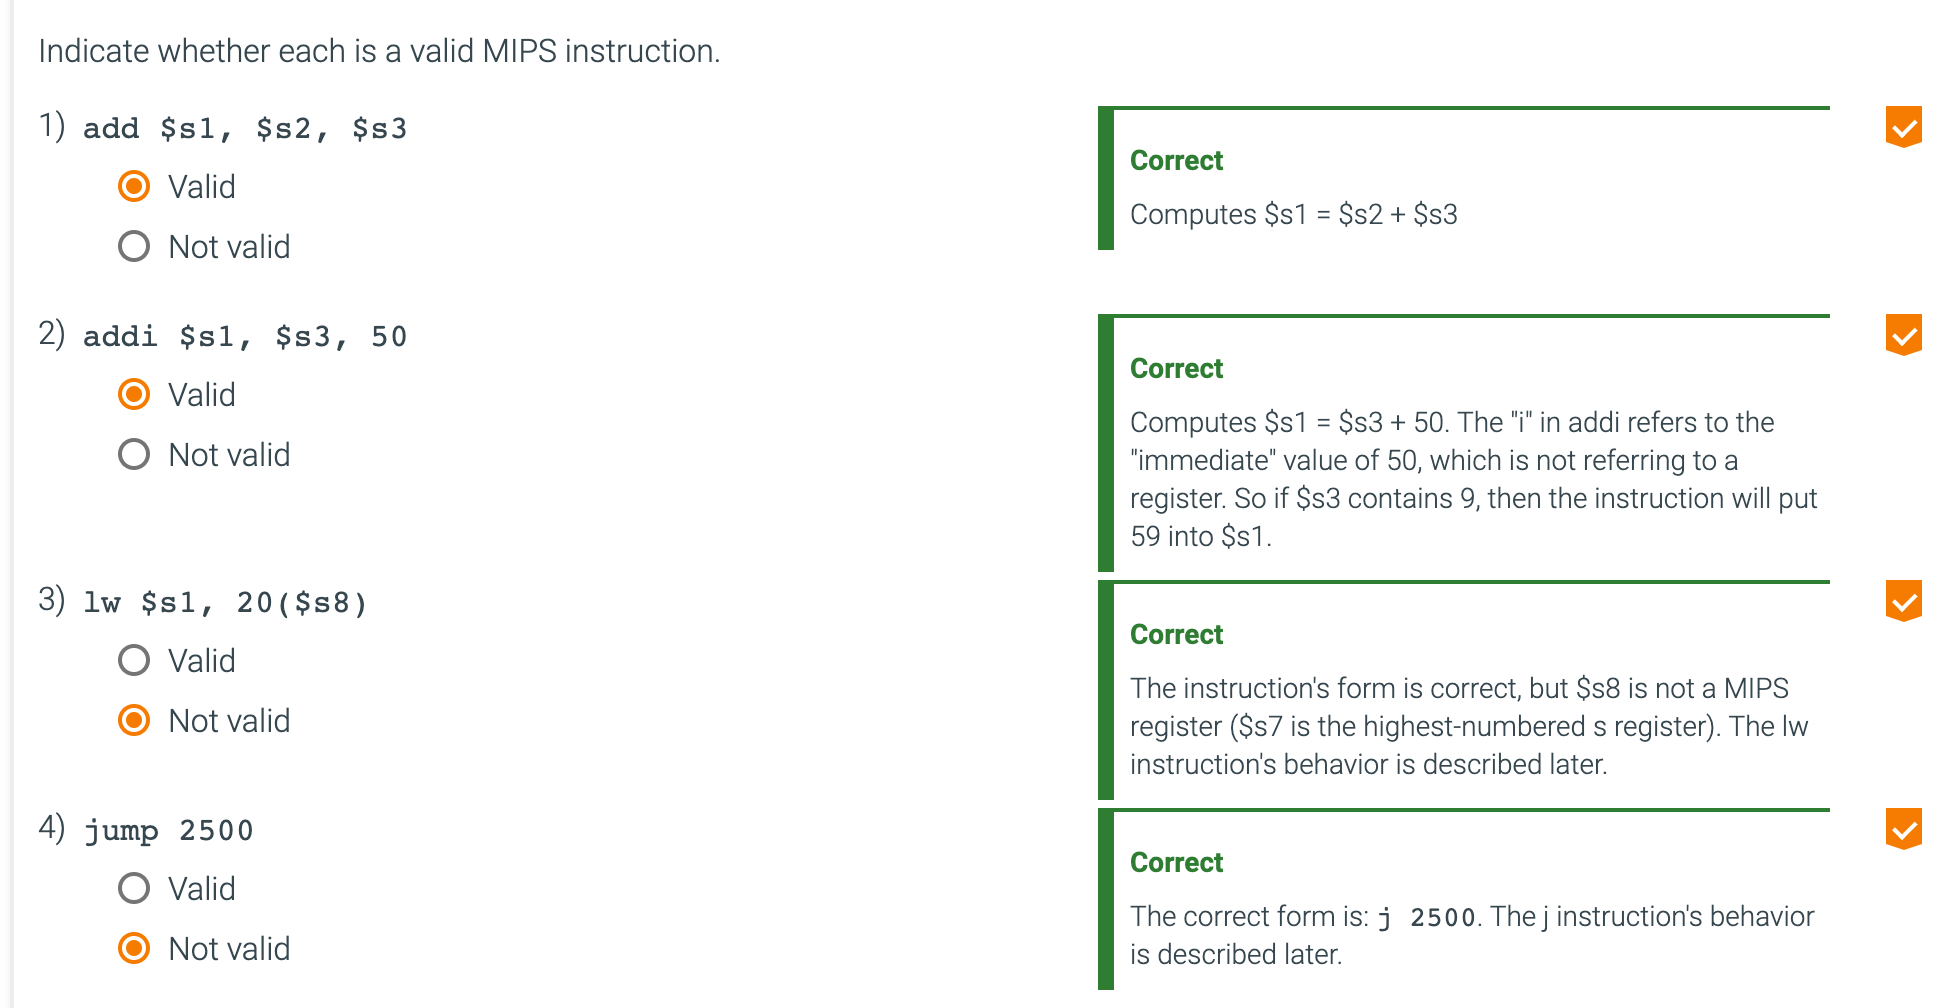 Indicate whether each is a valid MIPS instruction.
1) add $s1, $s2, $s3
Valid
Not valid
Correct
Computes $s1 = $s2 + $s3
2) addi $s1, $s3, 50
Valid
Not valid
Correct
Computes $s1 = $s3 + 50. The "i" in addi refers to the
"immediate" value of 50, which is not referring to a
register. So if $s3 contains 9, then the instruction will put
59 into $s1.
3) lw $s1, 20($s8)
Valid
Not valid
Correct
The instruction's form is correct, but $s8 is not a MIPS
register ($s7 is the highest-numbered s register). The lw
instruction's behavior is described later.
4) jump 2500
Valid
Not valid
Correct
The correct form is: j 2500. The j instruction's behavior
is described later.